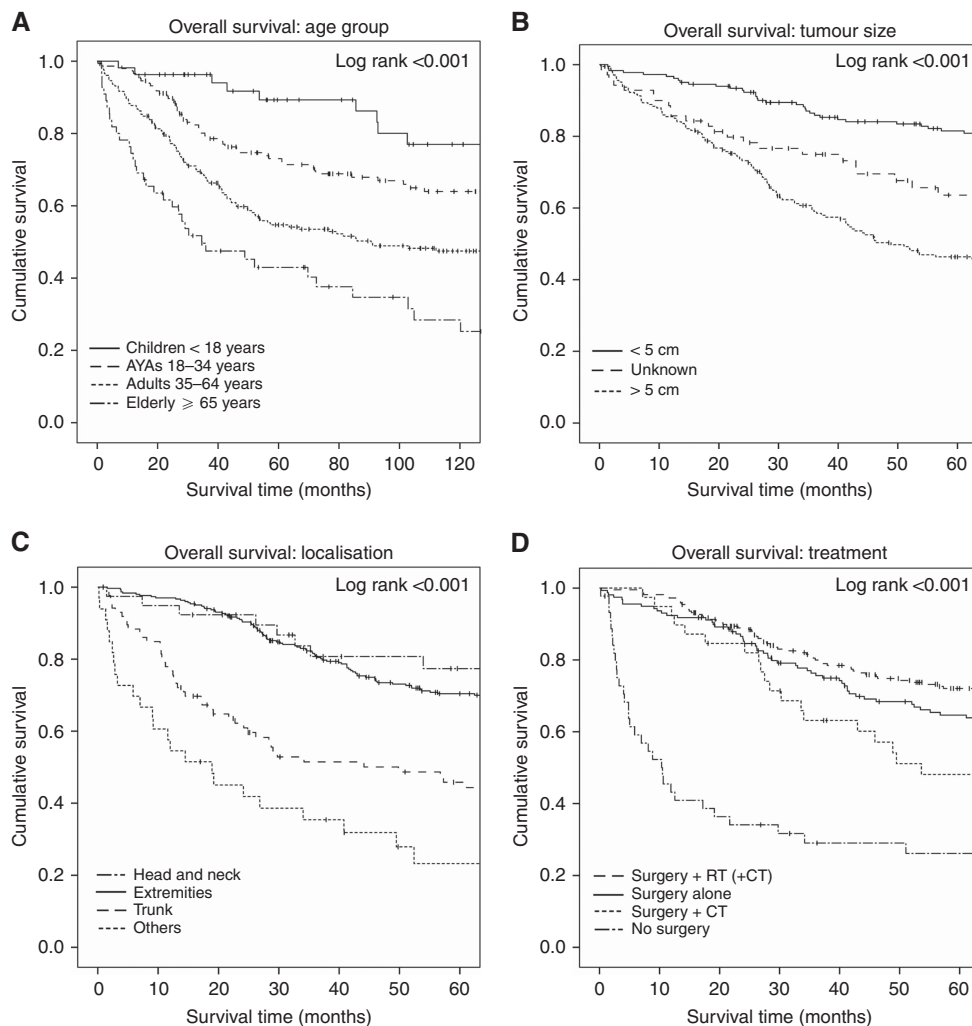 A
Overall survival: age group
Log rank <0.001
Cumulative survival
1.0
0.8
0.6
0.4
0.2
0.0
Children < 18 years
AYAs 18–34 years
Adults 35–64 years
Elderly ⩾ 65 years
0 20 40 60 80 100 120
Survival time (months)
B
Overall survival: tumour size
Log rank <0.001
Cumulative survival
1.0
0.8
0.6
0.4
0.2
0.0
< 5 cm
Unknown
> 5 cm
0 10 20 30 40 50 60
Survival time (months)
C
Overall survival: localisation
Log rank <0.001
Cumulative survival
1.0
0.8
0.6
0.4
0.2
0.0
Head and neck
Extremities
Trunk
Others
0 10 20 30 40 50 60
Survival time (months)
D
Overall survival: treatment
Log rank <0.001
Cumulative survival
1.0
0.8
0.6
0.4
0.2
0.0
Surgery + RT (+CT)
Surgery alone
Surgery + CT
No surgery
0 10 20 30 40 50 60
Survival time (months)